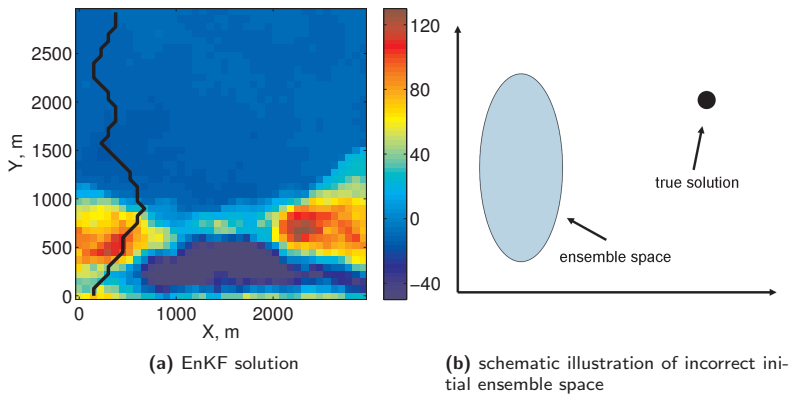 2500
2000
1500
1000
500
0
Y, m
0 1000 2000
X, m
120
80
40
0
−40
true solution
ensemble space
(a) EnKF solution
(b) schematic illustration of incorrect ini-
tial ensemble space